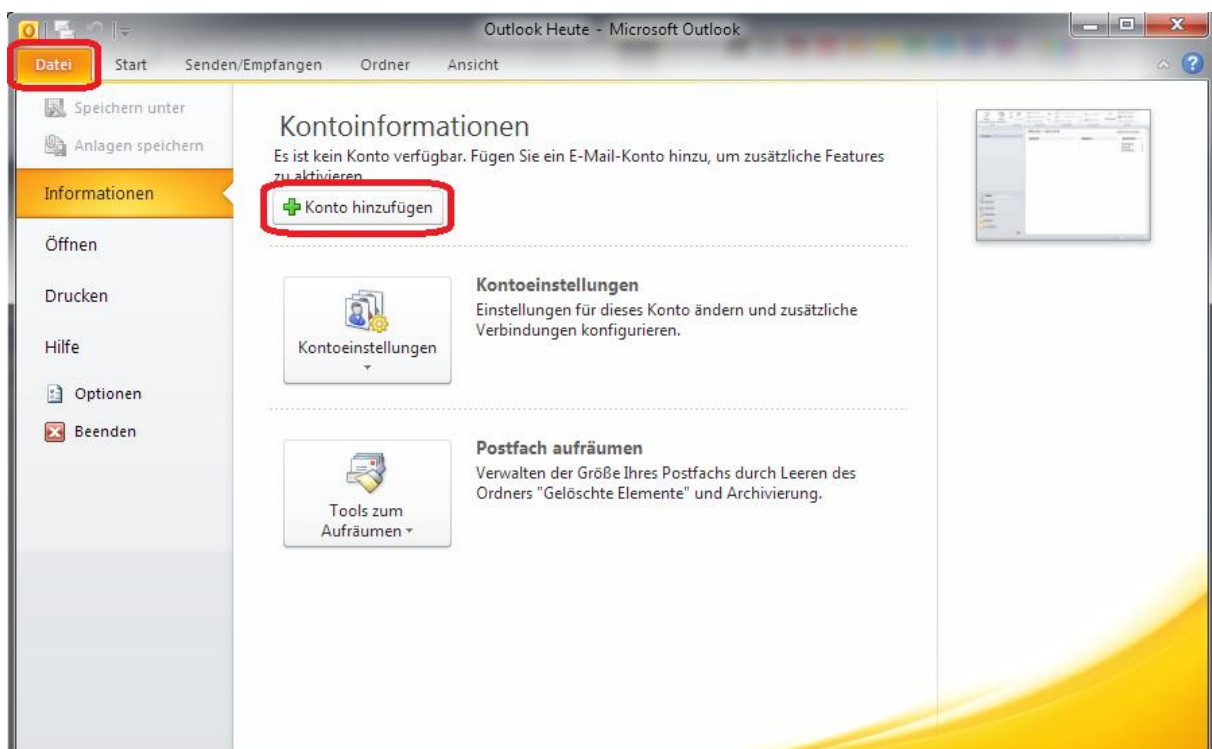 Outlook Heute - Microsoft Outlook
Datei Start Senden/Empfangen Ordner Ansicht
Speichern unter
Anlagen speichern
Informationen
Öffnen
Drucken
Hilfe
Optionen
Beenden
Kontoinformationen
Es ist kein Konto verfügbar. Fügen Sie ein E-Mail-Konto hinzu, um zusätzliche Features
zu aktivieren
Konto hinzufügen
Kontoeinstellungen
Kontoeinstellungen
Einstellungen für dieses Konto ändern und zusätzliche
Verbindungen konfigurieren.
Tools zum
Aufräumen
Postfach aufräumen
Verwalten der Größe Ihres Postfachs durch Leeren des
Ordners "Gelöschte Elemente" und Archivierung.